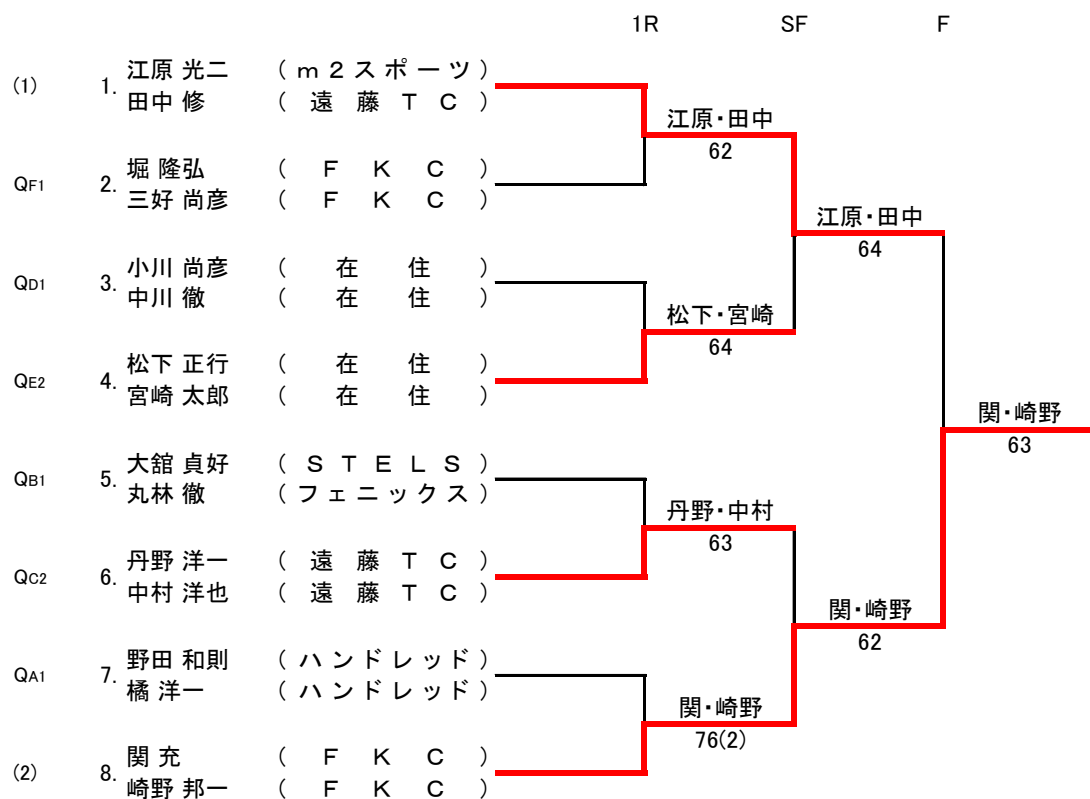 1R SF F
(1) 1. 江原 光二 (ｍ２スポーツ)
田中 修 (遠藤ＴＣ)
江原・田中
62
QF1 2. 堀 隆弘 (ＦＫＣ)
三好 尚彦 (ＦＫＣ)
江原・田中
64
QD1 3. 小川 尚彦 (在住)
中川 徹 (在住)
松下・宮崎
64
QE2 4. 松下 正行 (在住)
宮崎 太郎 (在住)
関・崎野
63
QB1 5. 大舘 貞好 (ＳＴＥＬＳ)
丸林 徹 (フェニックス)
丹野・中村
63
QC2 6. 丹野 洋一 (遠藤ＴＣ)
中村 洋也 (遠藤ＴＣ)
関・崎野
62
QA1 7. 野田 和則 (ハンドレッド)
橘 洋一 (ハンドレッド)
関・崎野
76(2)
(2) 8. 関 充 (ＦＫＣ)
崎野 邦一 (ＦＫＣ)